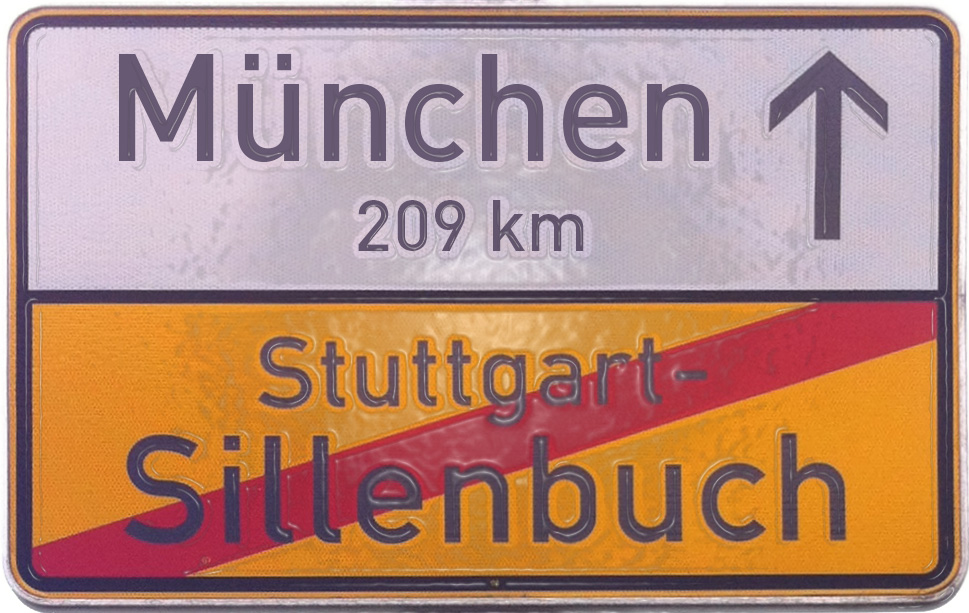 München
209 km
Stuttgart-
Sillenbuch